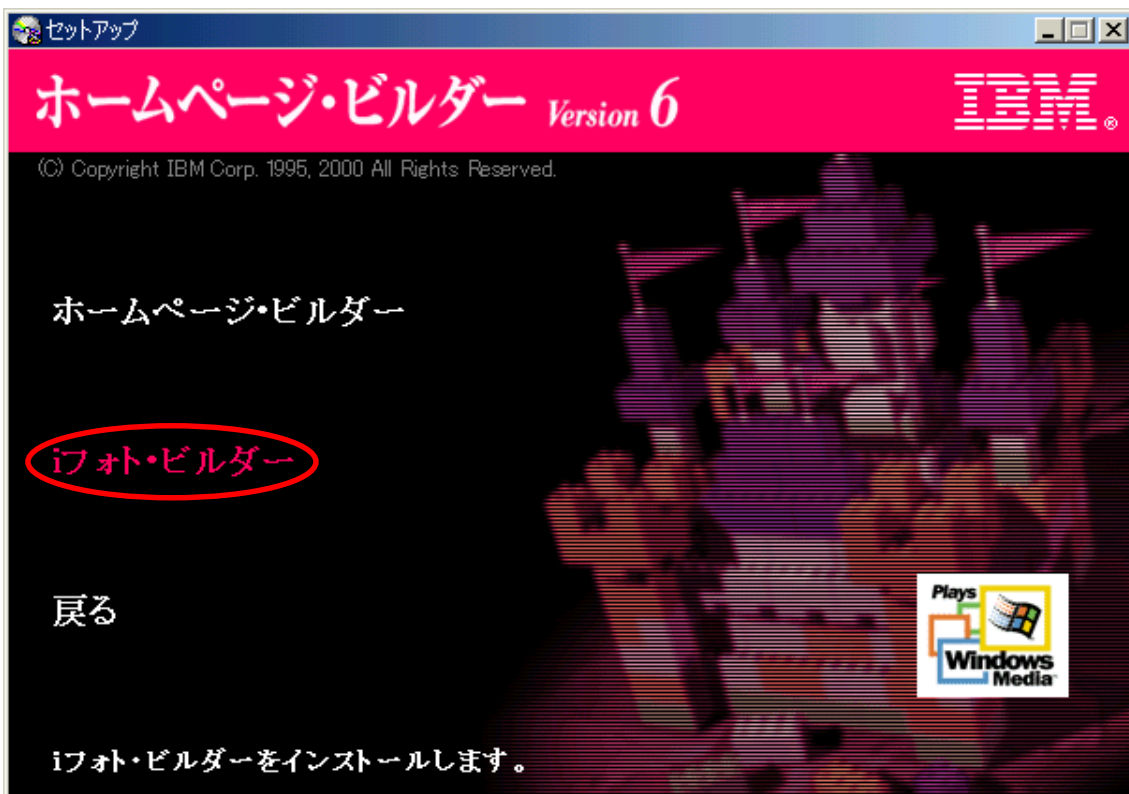 セットアップ
ホームページ・ビルダー Version 6
IBM®
(C) Copyright IBM Corp. 1995, 2000 All Rights Reserved.
ホームページ・ビルダー
iフォト・ビルダー
戻る
Plays
Windows
Media
iフォト・ビルダーをインストールします。